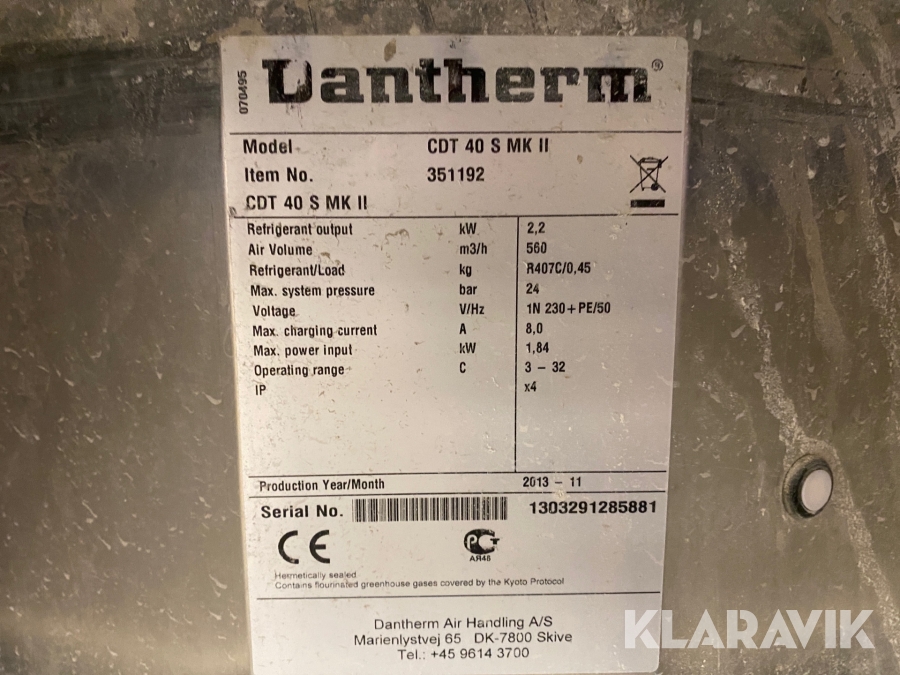 070495
Dantherm®
Model CDT 40 S MK II
Item No. 351192
CDT 40 S MK II
Refrigerant output kW 2,2
Air Volume m3/h 560
Refrigerant/Load kg R407C/0,45
Max. system pressure bar 24
Voltage V/Hz 1N 230+PE/50
Max. charging current A 8,0
Max. power input kW 1,84
Operating range C 3 - 32
IP x4
Production Year/Month 2013 - 11
Serial No. 1303291285881
CE
PCT
АЯ46
Hermetically sealed
Contains flourinated greenhouse gases covered by the Kyoto Protocol
Dantherm Air Handling A/S
Marienlystvej 65 DK-7800 Skive
Tel.: +45 9614 3700
KLARAVIK